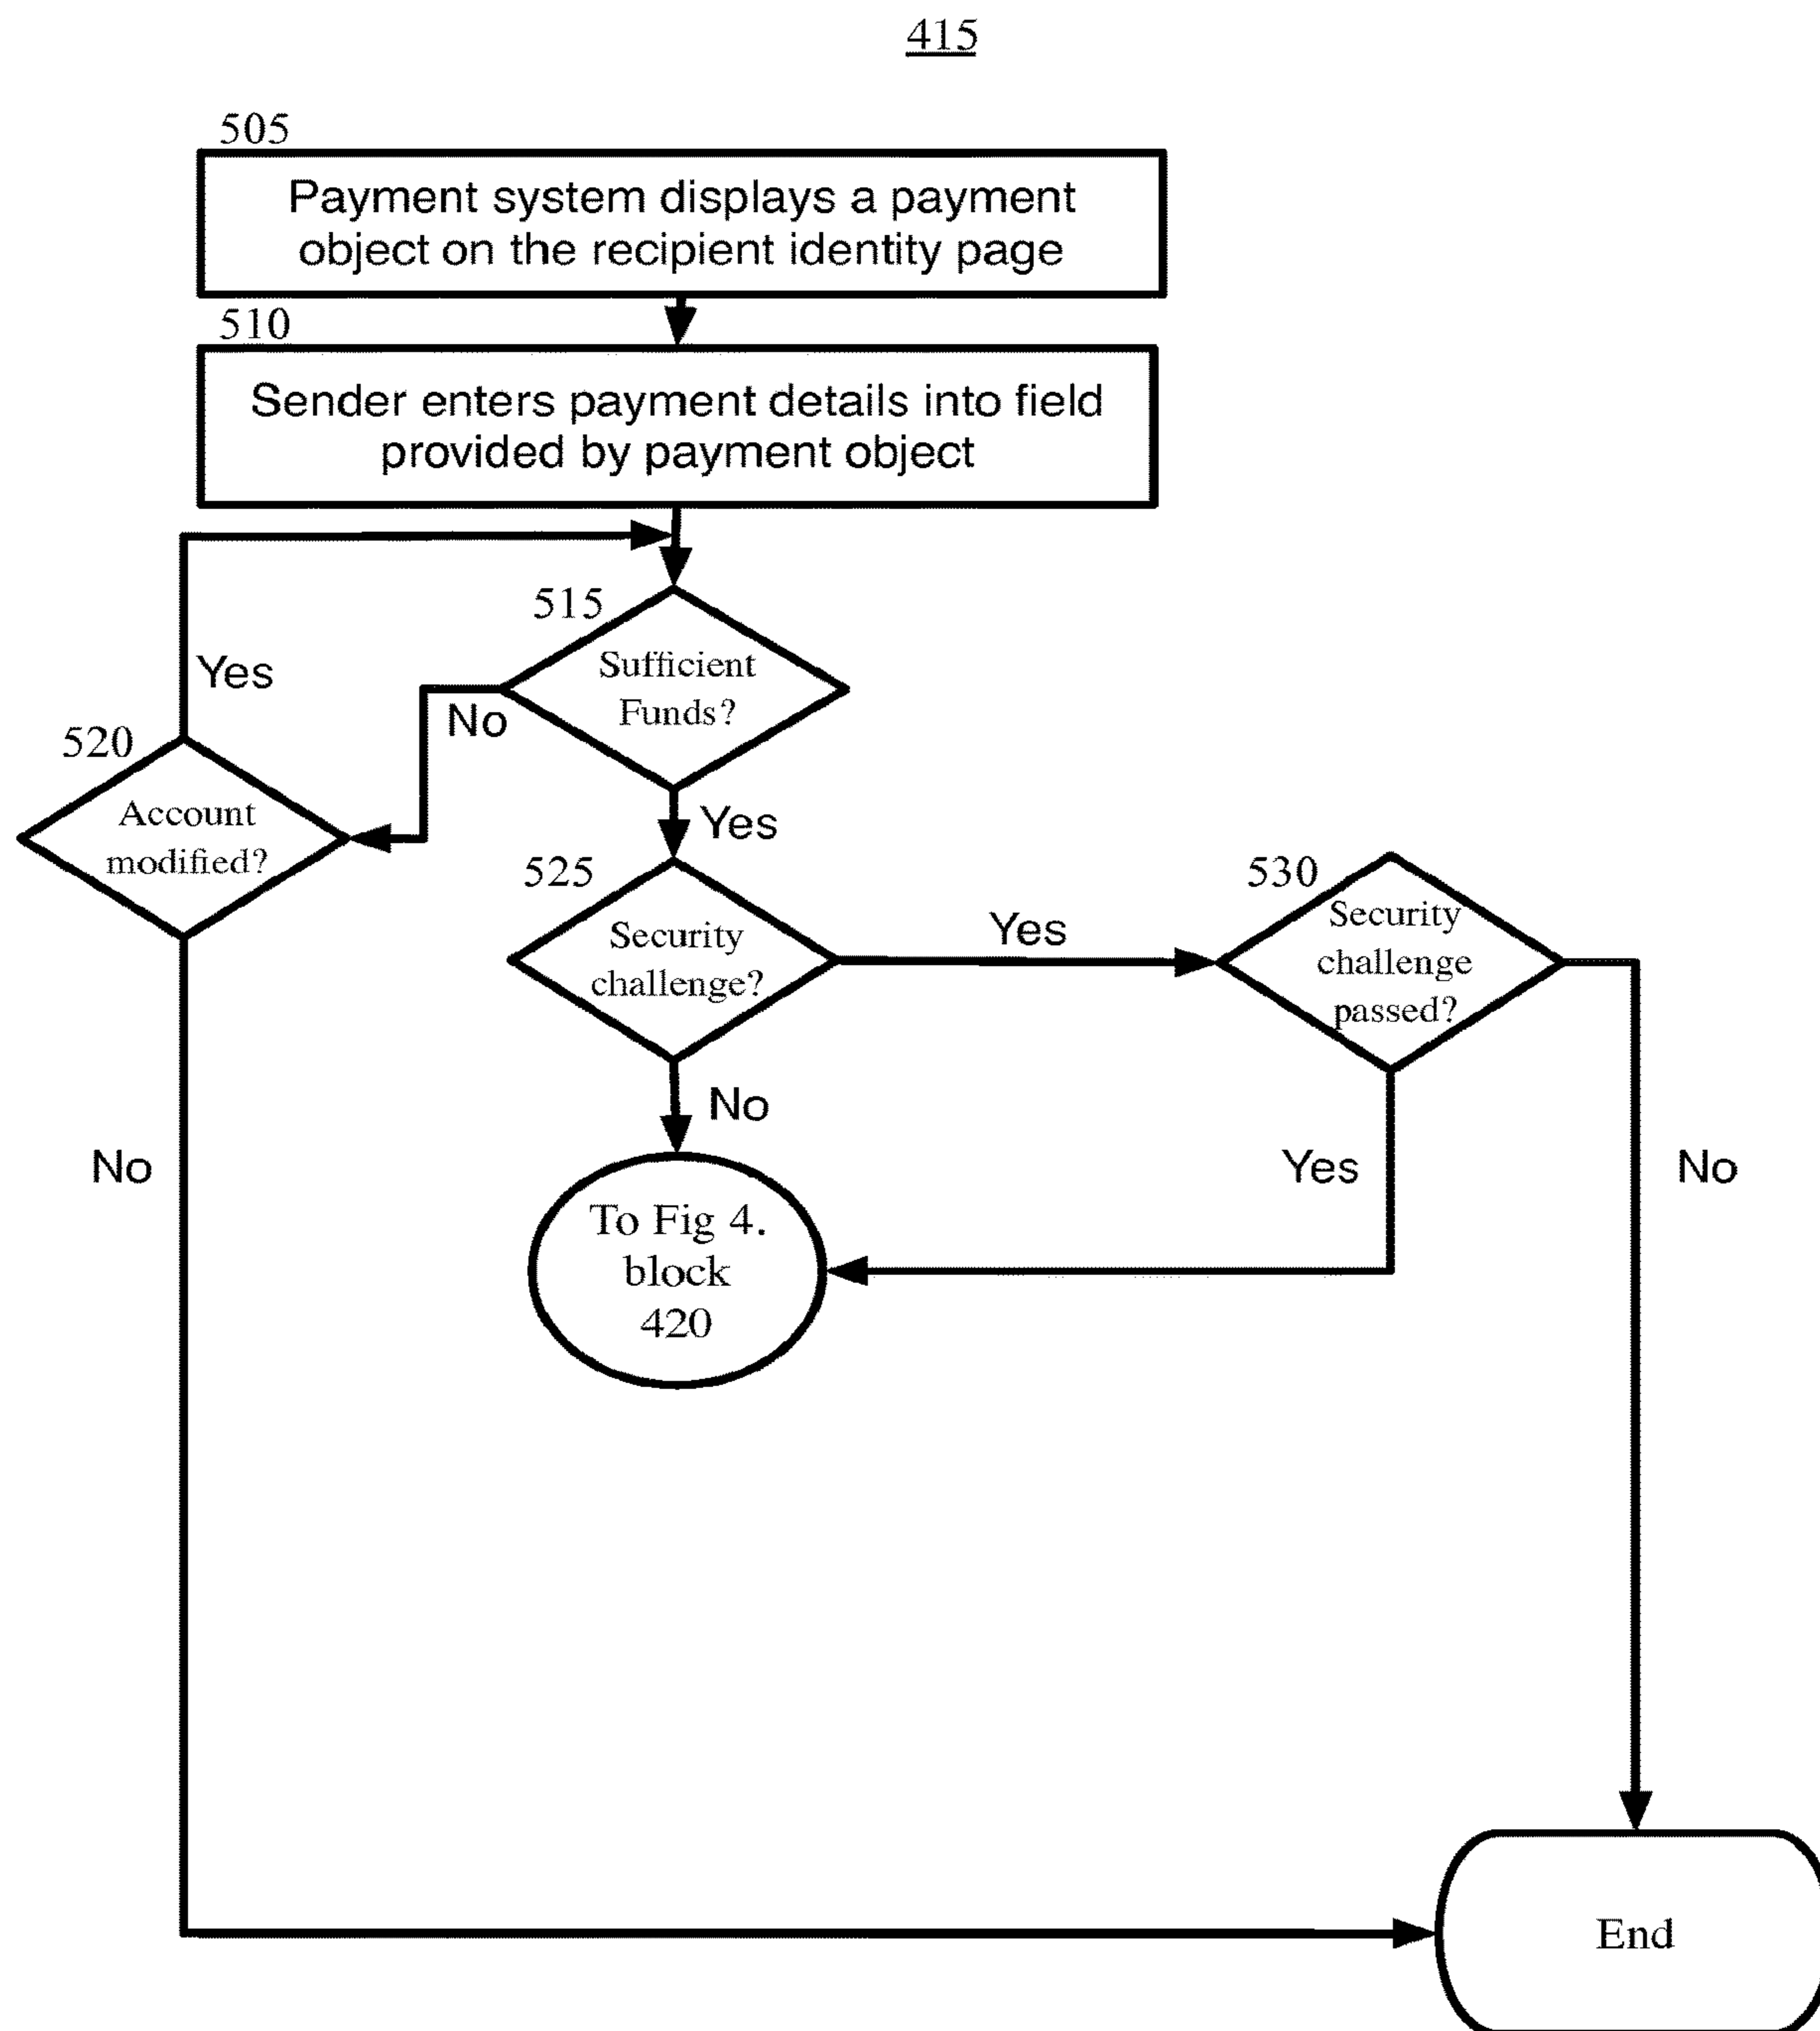 415
505
Payment system displays a payment
object on the recipient identity page
510
Sender enters payment details into field
provided by payment object
515
Sufficient
Funds?
Yes
No
520
Account
modified?
Yes
525
Security
challenge?
Yes
530
Security
challenge
passed?
No
No
Yes
No
To Fig 4.
block
420
End